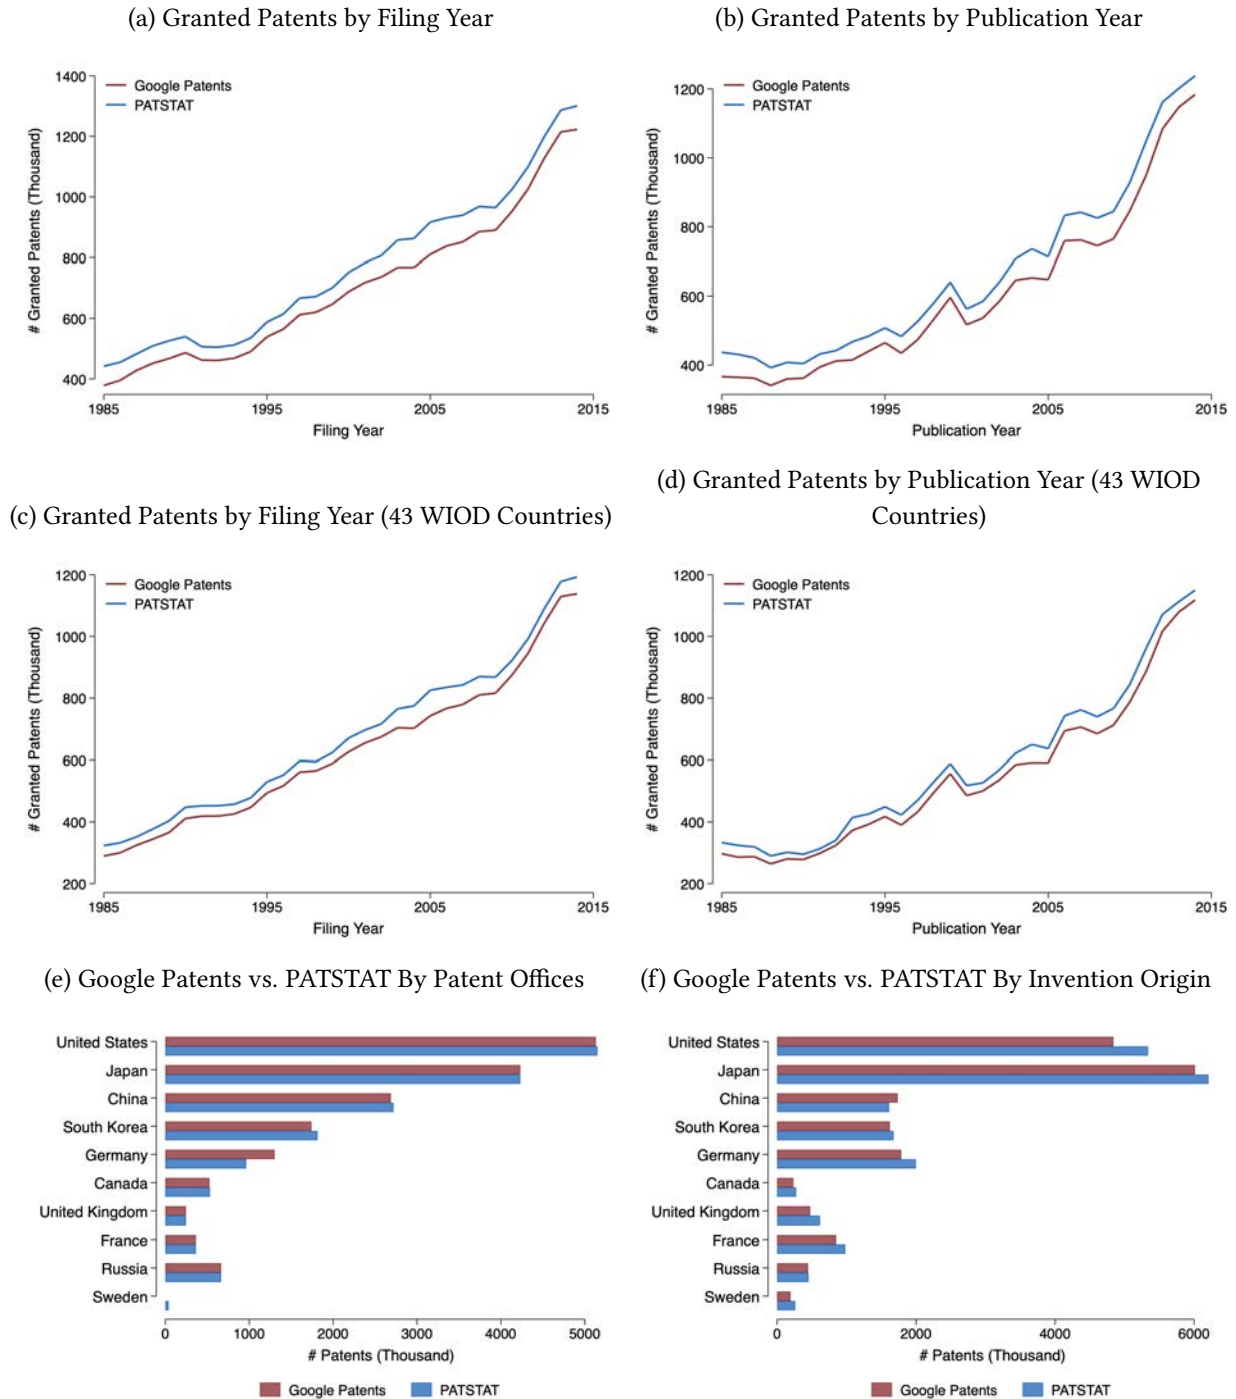 (a) Granted Patents by Filing Year
1400
1200
1000
800
600
400
# Granted Patents (Thousand)
Google Patents
PATSTAT
1985
1995
2005
2015
Filing Year
(b) Granted Patents by Publication Year
1200
1000
800
600
400
# Granted Patents (Thousand)
Google Patents
PATSTAT
1985
1995
2005
2015
Publication Year
(c) Granted Patents by Filing Year (43 WIOD Countries)
1200
1000
800
600
400
200
# Granted Patents (Thousand)
Google Patents
PATSTAT
1985
1995
2005
2015
Filing Year
(d) Granted Patents by Publication Year (43 WIOD
Countries)
1200
1000
800
600
400
200
# Granted Patents (Thousand)
Google Patents
PATSTAT
1985
1995
2005
2015
Publication Year
(e) Google Patents vs. PATSTAT By Patent Offices
United States
Japan
China
South Korea
Germany
Canada
United Kingdom
France
Russia
Sweden
0
1000
2000
3000
4000
5000
# Patents (Thousand)
Google Patents
PATSTAT
(f) Google Patents vs. PATSTAT By Invention Origin
United States
Japan
China
South Korea
Germany
Canada
United Kingdom
France
Russia
Sweden
0
2000
4000
6000
# Patents (Thousand)
Google Patents
PATSTAT